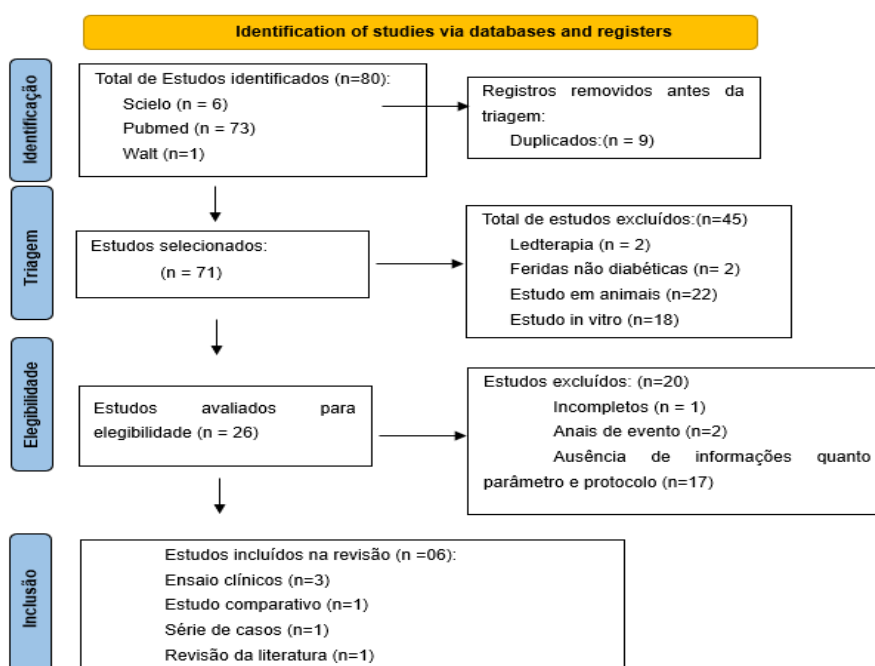 Identification of studies via databases and registers
Identificação
Total de Estudos identificados (n=80):
Scielo (n = 6)
Pubmed (n = 73)
Walt (n=1)
Registros removidos antes da
triagem:
Duplicados:(n = 9)
Triagem
Estudos selecionados:
(n = 71)
Total de estudos excluídos:(n=45)
Ledterapia (n = 2)
Feridas não diabéticas (n= 2)
Estudo em animais (n=22)
Estudo in vitro (n=18)
Elegibilidade
Estudos avaliados para
elegibilidade (n = 26)
Estudos excluídos: (n=20)
Incompletos (n = 1)
Anais de evento (n=2)
Ausência de informações quanto
parâmetro e protocolo (n=17)
Inclusão
Estudos incluídos na revisão (n =06):
Ensaio clínicos (n=3)
Estudo comparativo (n=1)
Série de casos (n=1)
Revisão da literatura (n=1)